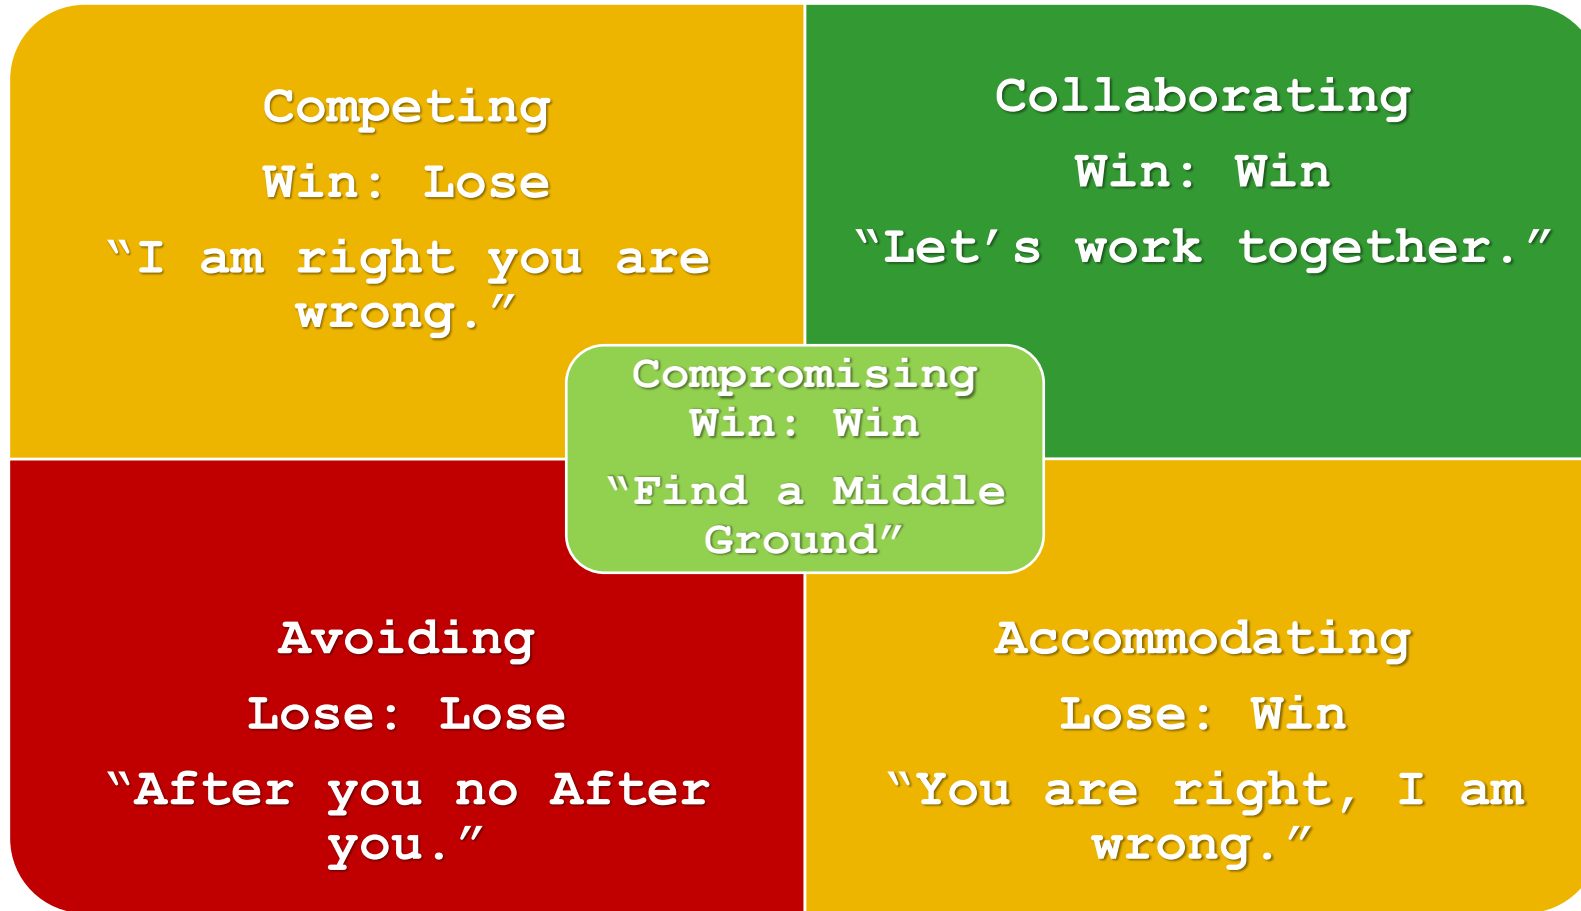 Competing
Win: Lose
“I am right you are
wrong.”
Collaborating
Win: Win
“Let’s work together.”
Compromising
Win: Win
“Find a Middle
Ground”
Avoiding
Lose: Lose
“After you no After
you.”
Accommodating
Lose: Win
“You are right, I am
wrong.”